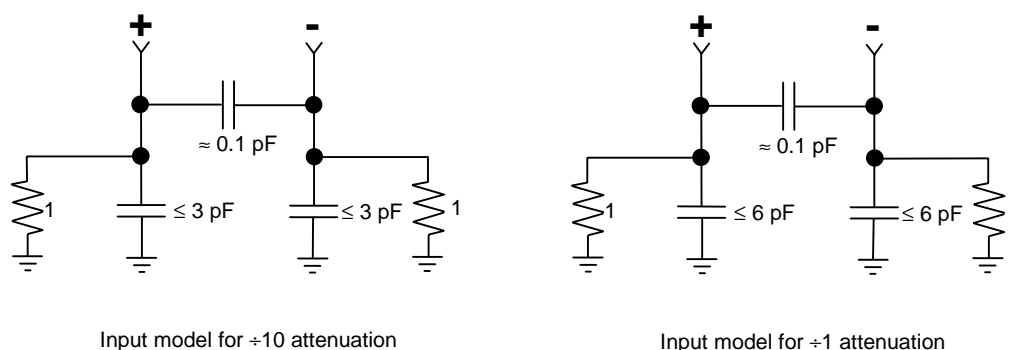 + -
≈ 0.1 pF
1
≤ 3 pF
≤ 3 pF
1
Input model for ÷10 attenuation
+ -
≈ 0.1 pF
1
≤ 6 pF
≤ 6 pF
Input model for ÷1 attenuation